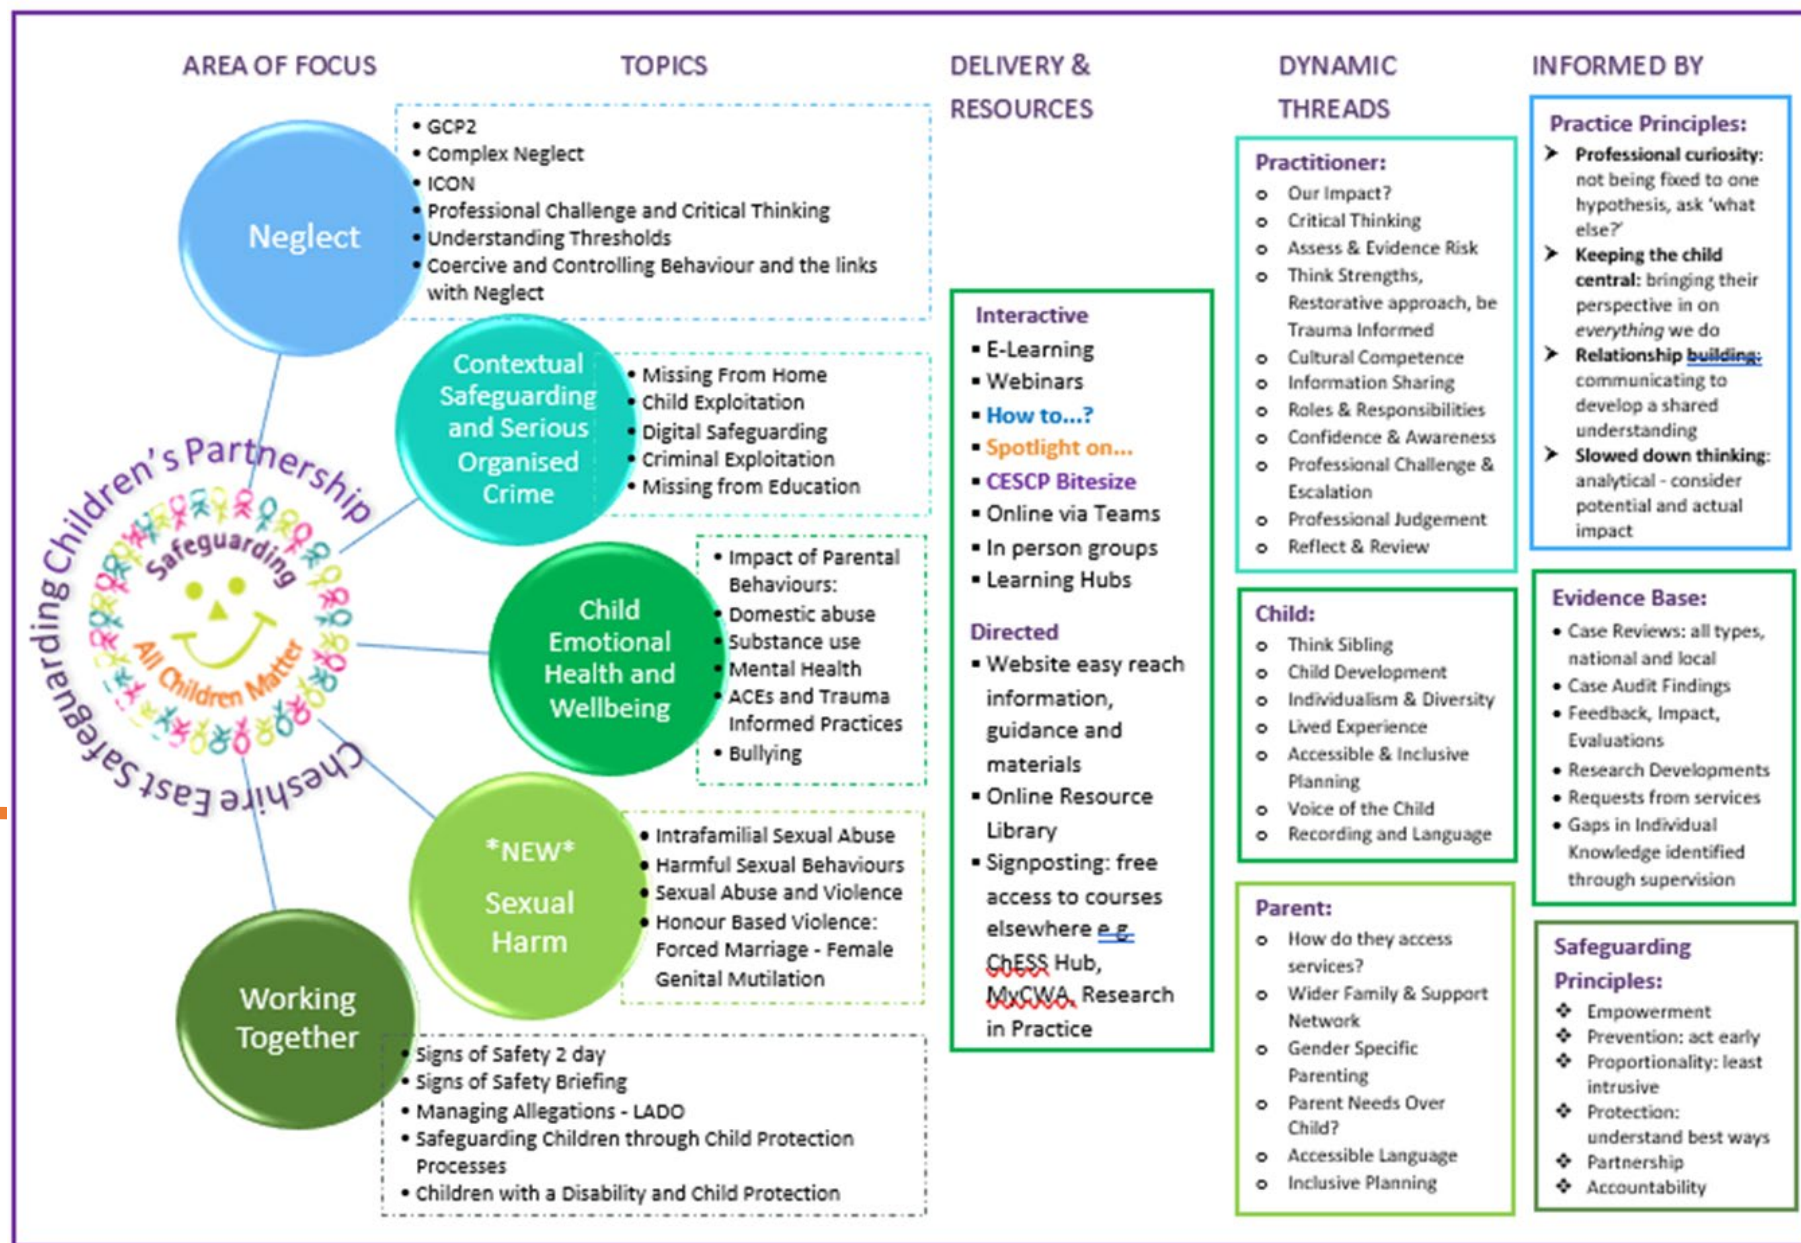 AREA OF FOCUS
TOPICS
DELIVERY &
RESOURCES
DYNAMIC
THREADS
INFORMED BY
Cheshire East Safeguarding Children's Partnership
Safeguarding
All Children Matter
Neglect
• GCP2
• Complex Neglect
• ICON
• Professional Challenge and Critical Thinking
• Understanding Thresholds
• Coercive and Controlling Behaviour and the links
with Neglect
Contextual
Safeguarding
and Serious
Organised
Crime
• Missing From Home
• Child Exploitation
• Digital Safeguarding
• Criminal Exploitation
• Missing from Education
Child
Emotional
Health and
Wellbeing
• Impact of Parental
Behaviours:
• Domestic abuse
• Substance use
• Mental Health
• ACEs and Trauma
Informed Practices
• Bullying
*NEW*
Sexual
Harm
• Intrafamilial Sexual Abuse
• Harmful Sexual Behaviours
• Sexual Abuse and Violence
• Honour Based Violence:
Forced Marriage - Female
Genital Mutilation
Working
Together
• Signs of Safety 2 day
• Signs of Safety Briefing
• Managing Allegations - LADO
• Safeguarding Children through Child Protection
Processes
• Children with a Disability and Child Protection
Interactive
▪ E-Learning
▪ Webinars
▪ How to...?
▪ Spotlight on...
▪ CESCP Bitesize
▪ Online via Teams
▪ In person groups
▪ Learning Hubs
Directed
▪ Website easy reach
information,
guidance and
materials
▪ Online Resource
Library
▪ Signposting: free
access to courses
elsewhere e.g.
ChESS Hub,
MyCWA, Research
in Practice
Practitioner:
o Our Impact?
o Critical Thinking
o Assess & Evidence Risk
o Think Strengths,
Restorative approach, be
Trauma Informed
o Cultural Competence
o Information Sharing
o Roles & Responsibilities
o Confidence & Awareness
o Professional Challenge &
Escalation
o Professional Judgement
o Reflect & Review
Child:
o Think Sibling
o Child Development
o Individualism & Diversity
o Lived Experience
o Accessible & Inclusive
Planning
o Voice of the Child
o Recording and Language
Parent:
o How do they access
services?
o Wider Family & Support
Network
o Gender Specific
Parenting
o Parent Needs Over
Child?
o Accessible Language
o Inclusive Planning
Practice Principles:
➤ Professional curiosity:
not being fixed to one
hypothesis, ask 'what
else?'
➤ Keeping the child
central: bringing their
perspective in on
everything we do
➤ Relationship building:
communicating to
develop a shared
understanding
➤ Slowed down thinking:
analytical - consider
potential and actual
impact
Evidence Base:
• Case Reviews: all types,
national and local
• Case Audit Findings
• Feedback, Impact,
Evaluations
• Research Developments
• Requests from services
• Gaps in Individual
Knowledge identified
through supervision
Safeguarding
Principles:
❖ Empowerment
❖ Prevention: act early
❖ Proportionality: least
intrusive
❖ Protection:
understand best ways
❖ Partnership
❖ Accountability